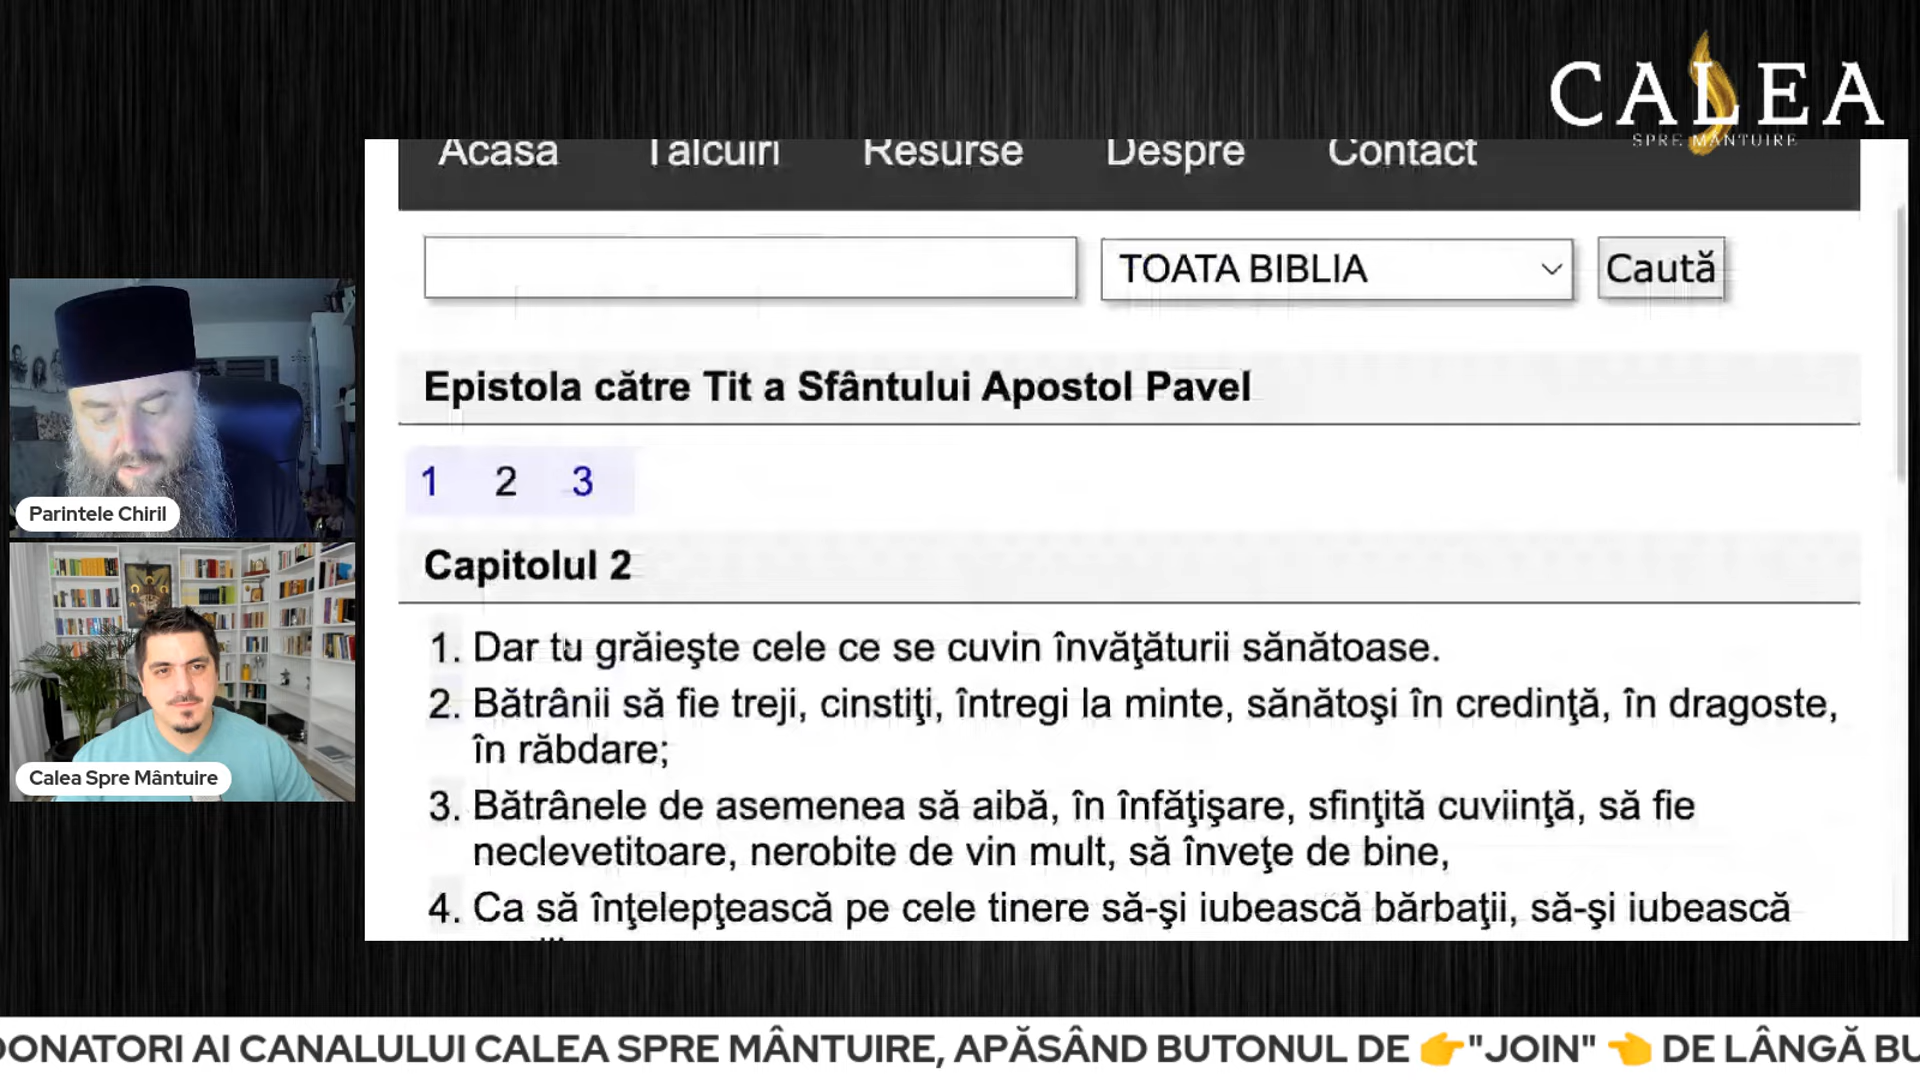 CALEA
SPRE MÂNTUIRE
Acasa Talcuiri Resurse Despre Contact
TOATA BIBLIA Caută
Epistola către Tit a Sfântului Apostol Pavel
1 2 3
Capitolul 2
1. Dar tu grăieşte cele ce se cuvin învăţăturii sănătoase.
2. Bătrânii să fie treji, cinstiţi, întregi la minte, sănătoşi în credinţă, în dragoste,
în răbdare;
3. Bătrânele de asemenea să aibă, în înfăţişare, sfinţită cuviinţă, să fie
neclevetitoare, nerobite de vin mult, să înveţe de bine,
4. Ca să înţelepţească pe cele tinere să-şi iubească bărbaţii, să-şi iubească
Parintele Chiril
Calea Spre Mântuire
DONATORI AI CANALULUI CALEA SPRE MÂNTUIRE, APĂSÂND BUTONUL DE 👉"JOIN" 👈 DE LÂNGĂ BU